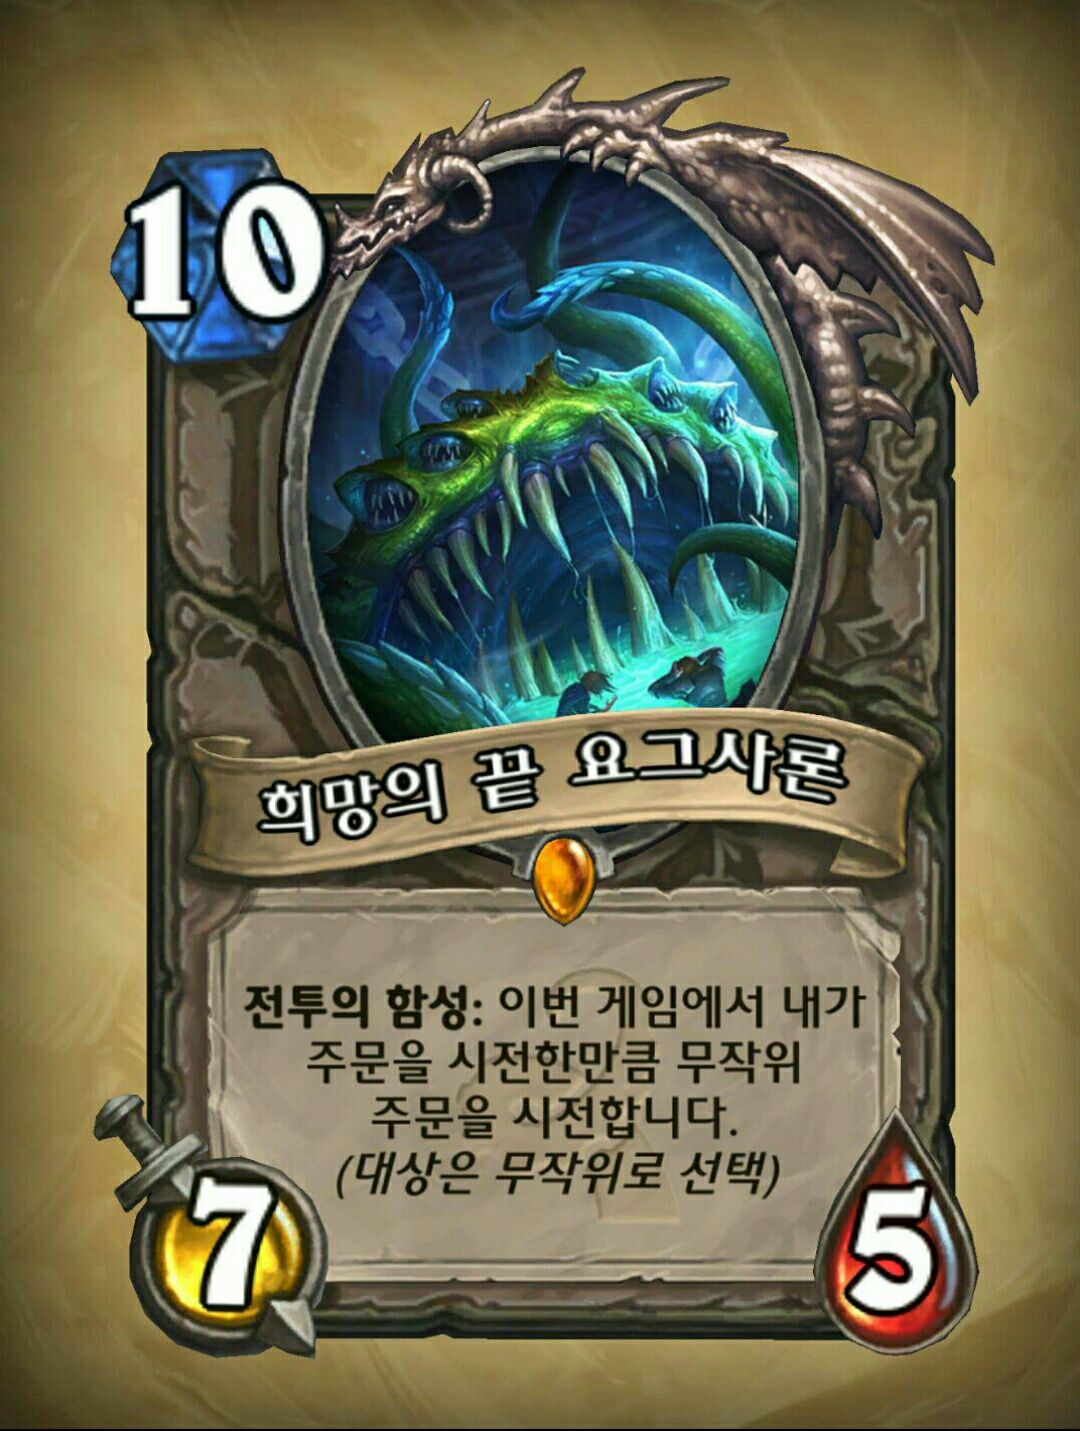 10
희망의 끝 요그사론
전투의 함성: 이번 게임에서 내가
주문을 시전한만큼 무작위
주문을 시전합니다.
(대상은 무작위로 선택)
7
5